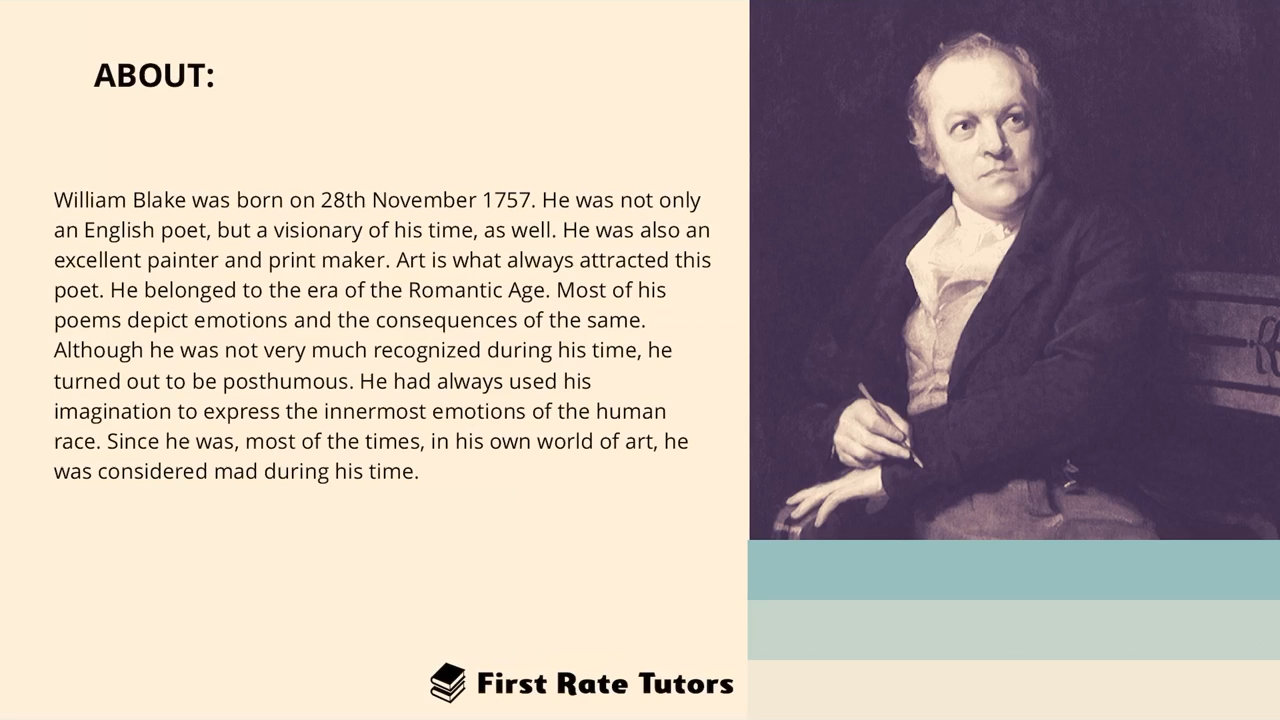 ABOUT:
William Blake was born on 28th November 1757. He was not only
an English poet, but a visionary of his time, as well. He was also an
excellent painter and print maker. Art is what always attracted this
poet. He belonged to the era of the Romantic Age. Most of his
poems depict emotions and the consequences of the same.
Although he was not very much recognized during his time, he
turned out to be posthumous. He had always used his
imagination to express the innermost emotions of the human
race. Since he was, most of the times, in his own world of art, he
was considered mad during his time.
First Rate Tutors